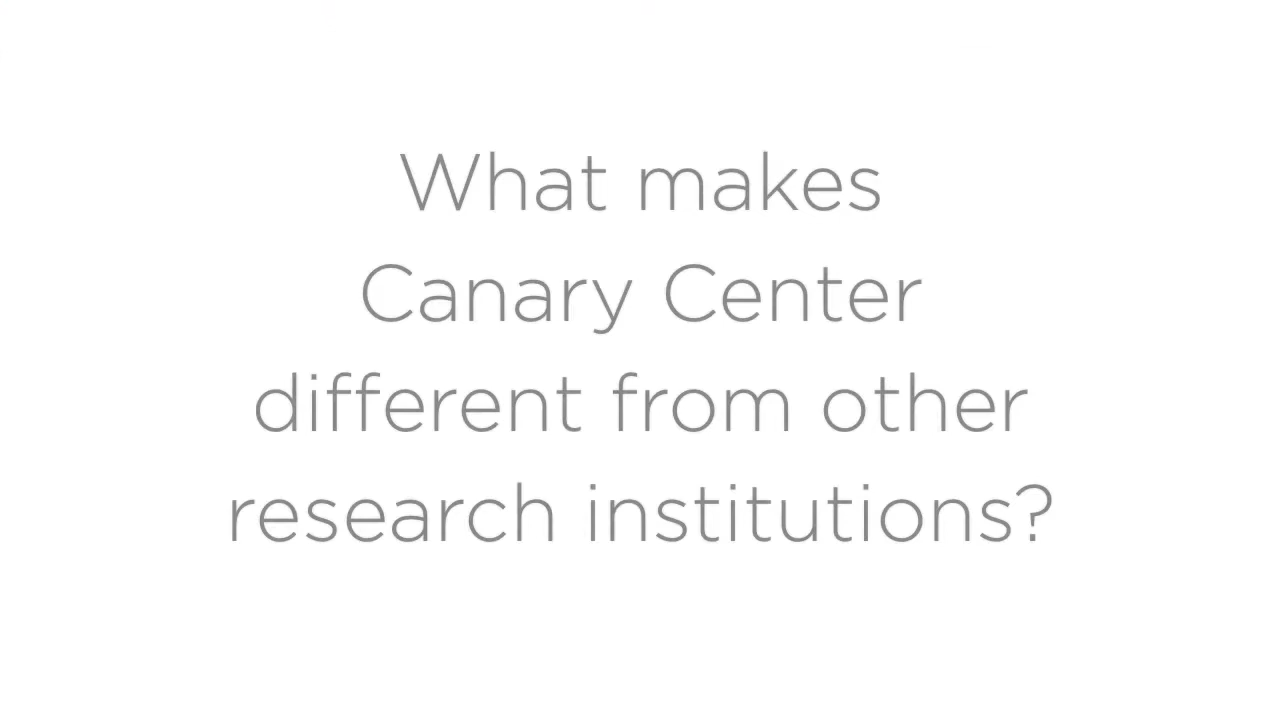 What makes
Canary Center
different from other
research institutions?